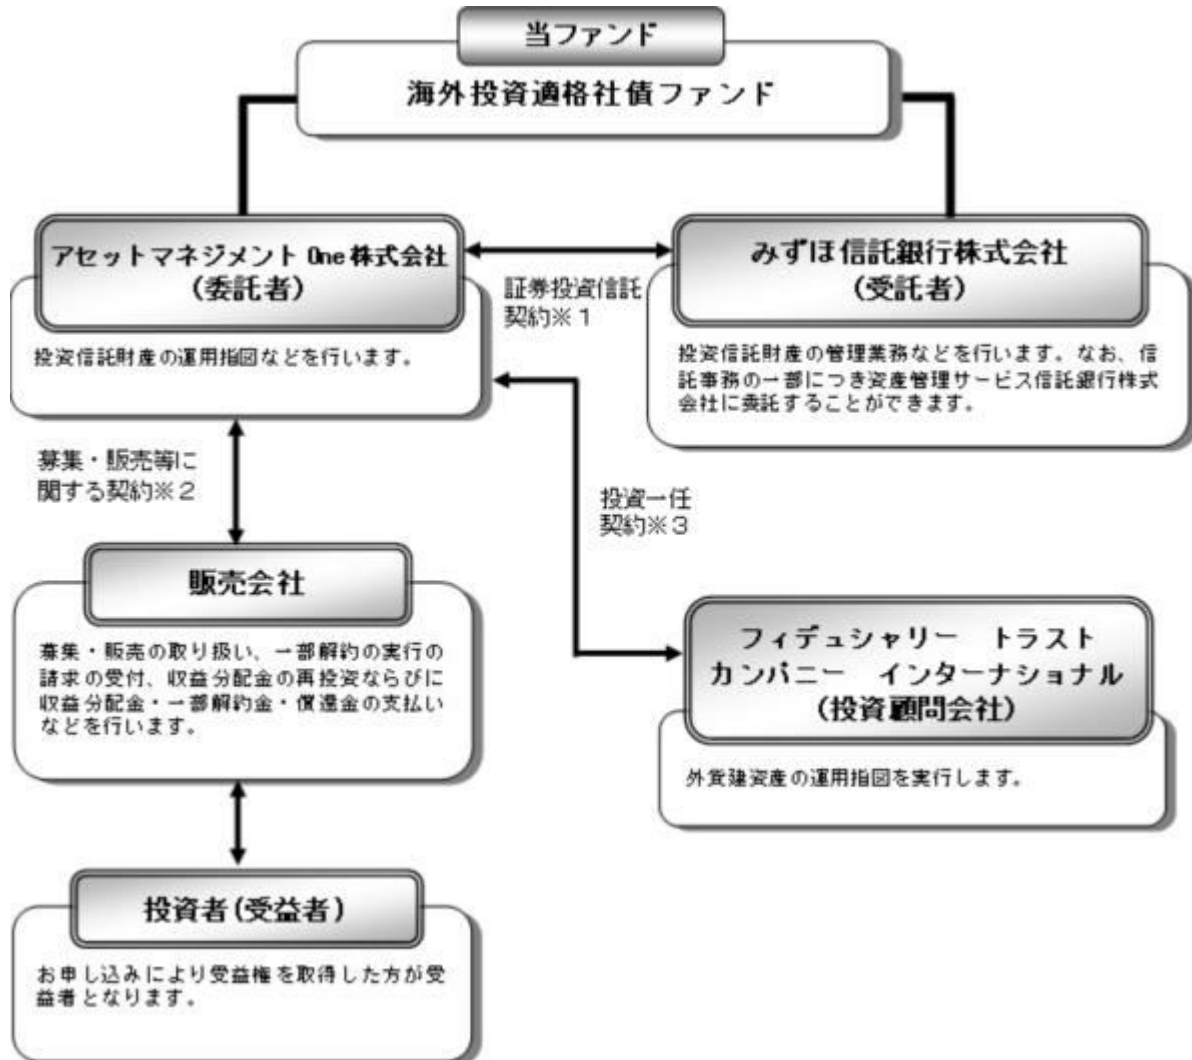 当ファンド
海外投資適格社債ファンド
アセットマネジメント One 株式会社
(委託者)
投資信託財産の運用指図などを行います。
証券投資信託
契約※1
みずほ信託銀行株式会社
(受託者)
投資信託財産の管理業務などを行います。なお、信
託事務の一部につき資産管理サービス信託銀行株式
会社に委託することができます。
募集・販売等に
関する契約※2
投資一任
契約※3
販売会社
募集・販売の取り扱い、一部解約の実行の
請求の受付、収益分配金の再投資ならびに
収益分配金・一部解約金・償還金の支払い
などを行います。
フィデュシャリー トラスト
カンパニー インターナショナル
(投資顧問会社)
外貨建資産の運用指図を実行します。
投資者(受益者)
お申し込みにより受益権を取得した方が受
益者となります。